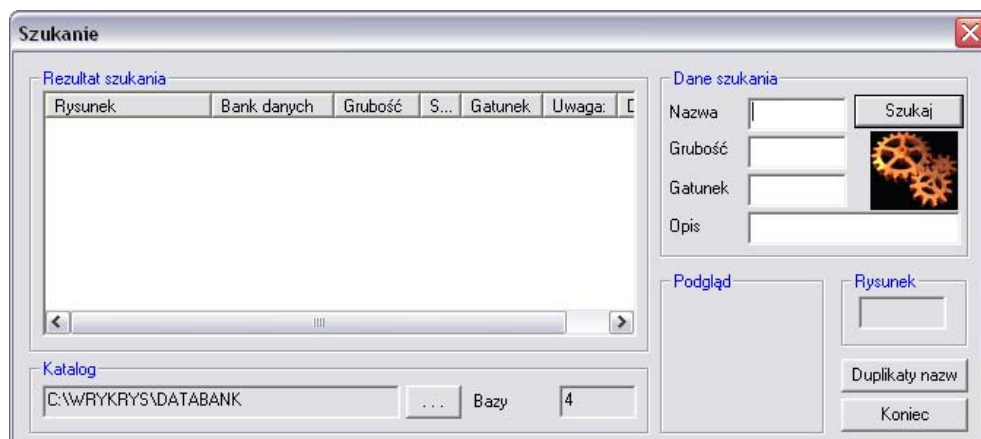 Szukanie
Rezultat szukania
Rysunek Bank danych Grubość S... Gatunek Uwaga:
Dane szukania
Nazwa Szukaj
Grubość
Gatunek
Opis
Podgląd
Rysunek
Katalog
C:\WRYKRYS\DATABANK ... Bazy 4
Duplikaty nazw
Koniec